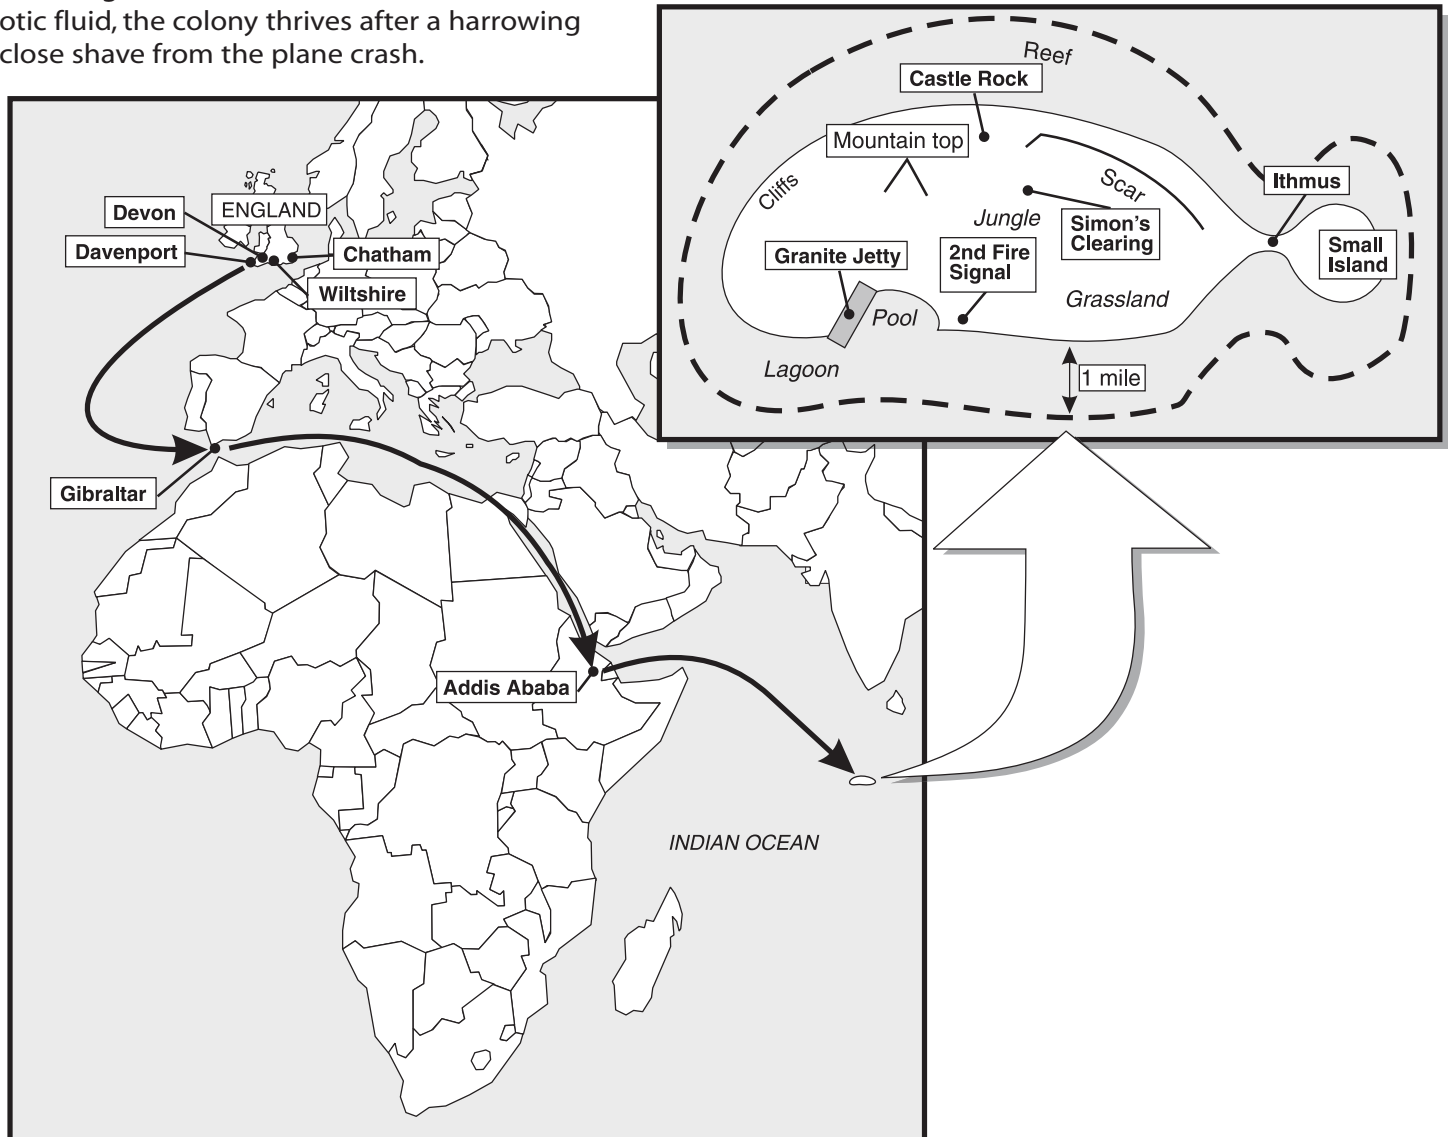 otic fluid, the colony thrives after a harrowing
close shave from the plane crash.
Reef
Castle Rock
Mountain top
Cliffs
Scar
Ithmus
Jungle
Simon's
Clearing
Small
Island
Granite Jetty
2nd Fire
Signal
Grassland
Pool
Lagoon
1 mile
Devon
ENGLAND
Davenport
Chatham
Wiltshire
Gibraltar
Addis Ababa
INDIAN OCEAN